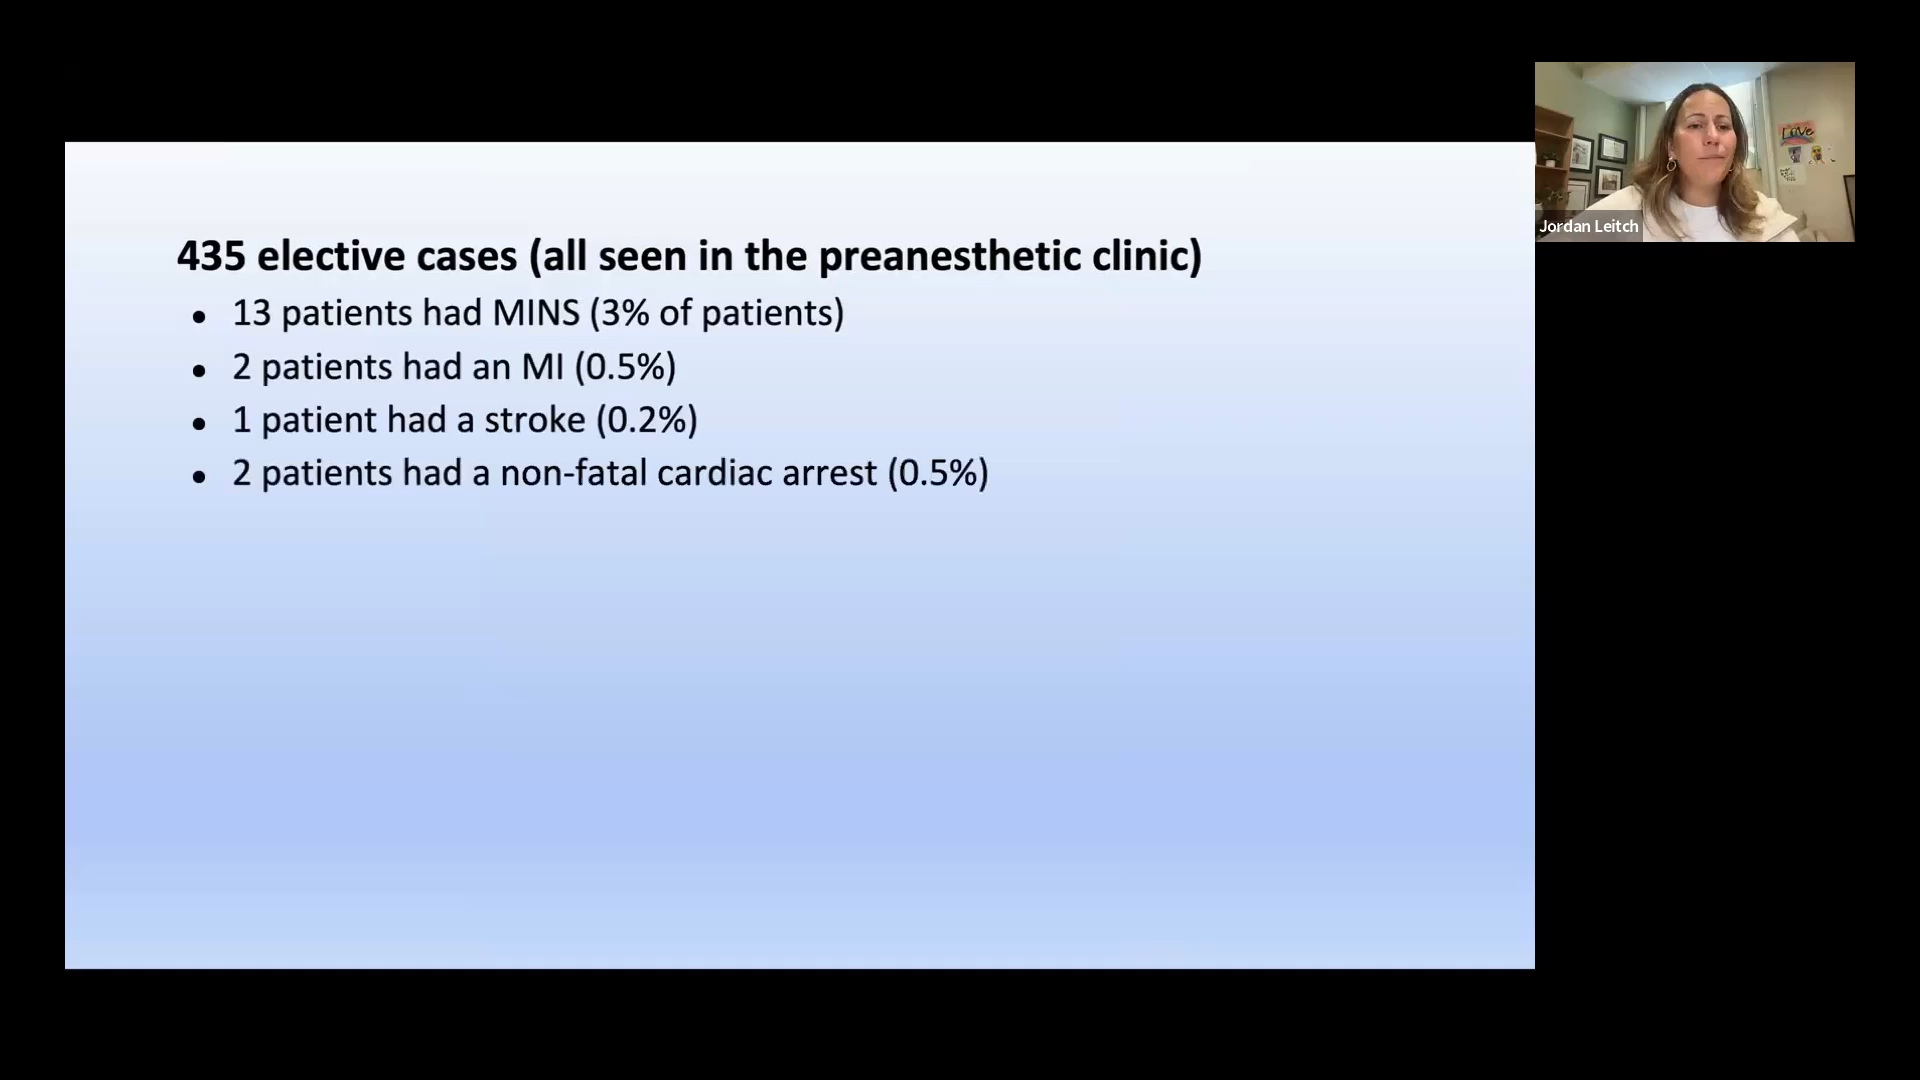 435 elective cases (all seen in the preanesthetic clinic)
• 13 patients had MINS (3% of patients)
• 2 patients had an MI (0.5%)
• 1 patient had a stroke (0.2%)
• 2 patients had a non-fatal cardiac arrest (0.5%)
LOVE
Jordan Leitch